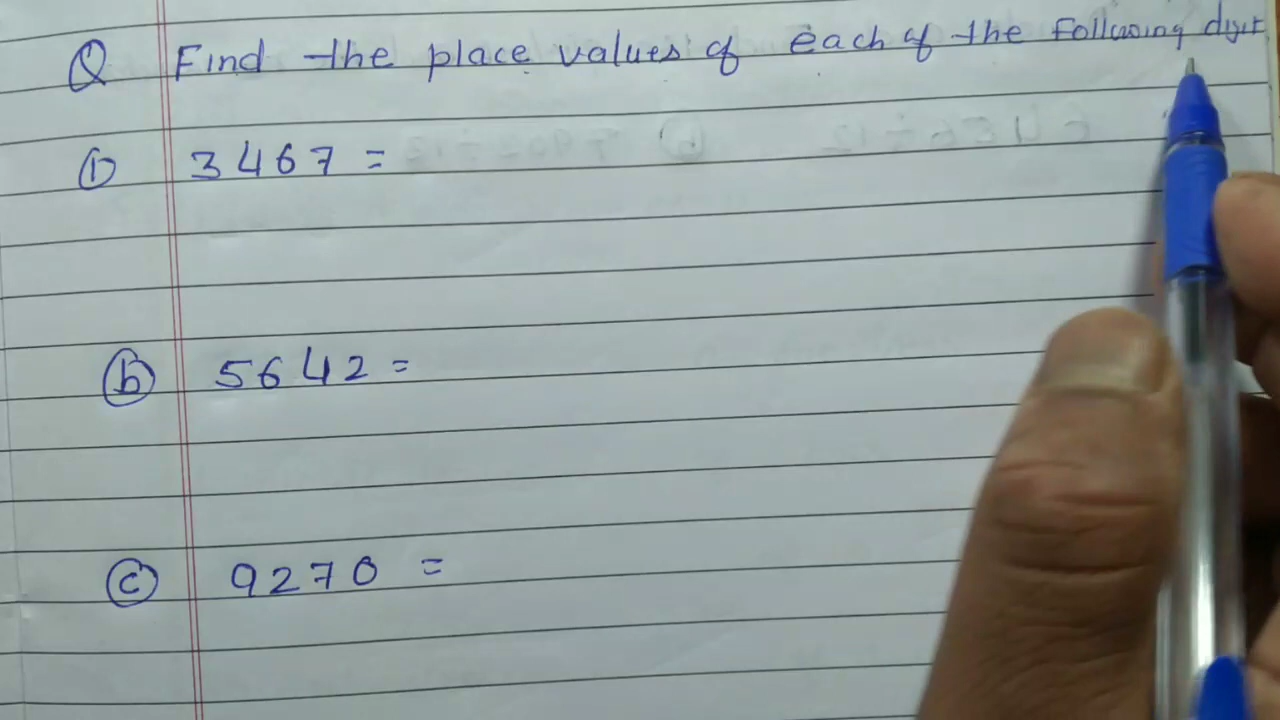 Q Find the place values of each of the following digit
① 3467 =
ⓑ 5642 =
ⓒ 9270 =